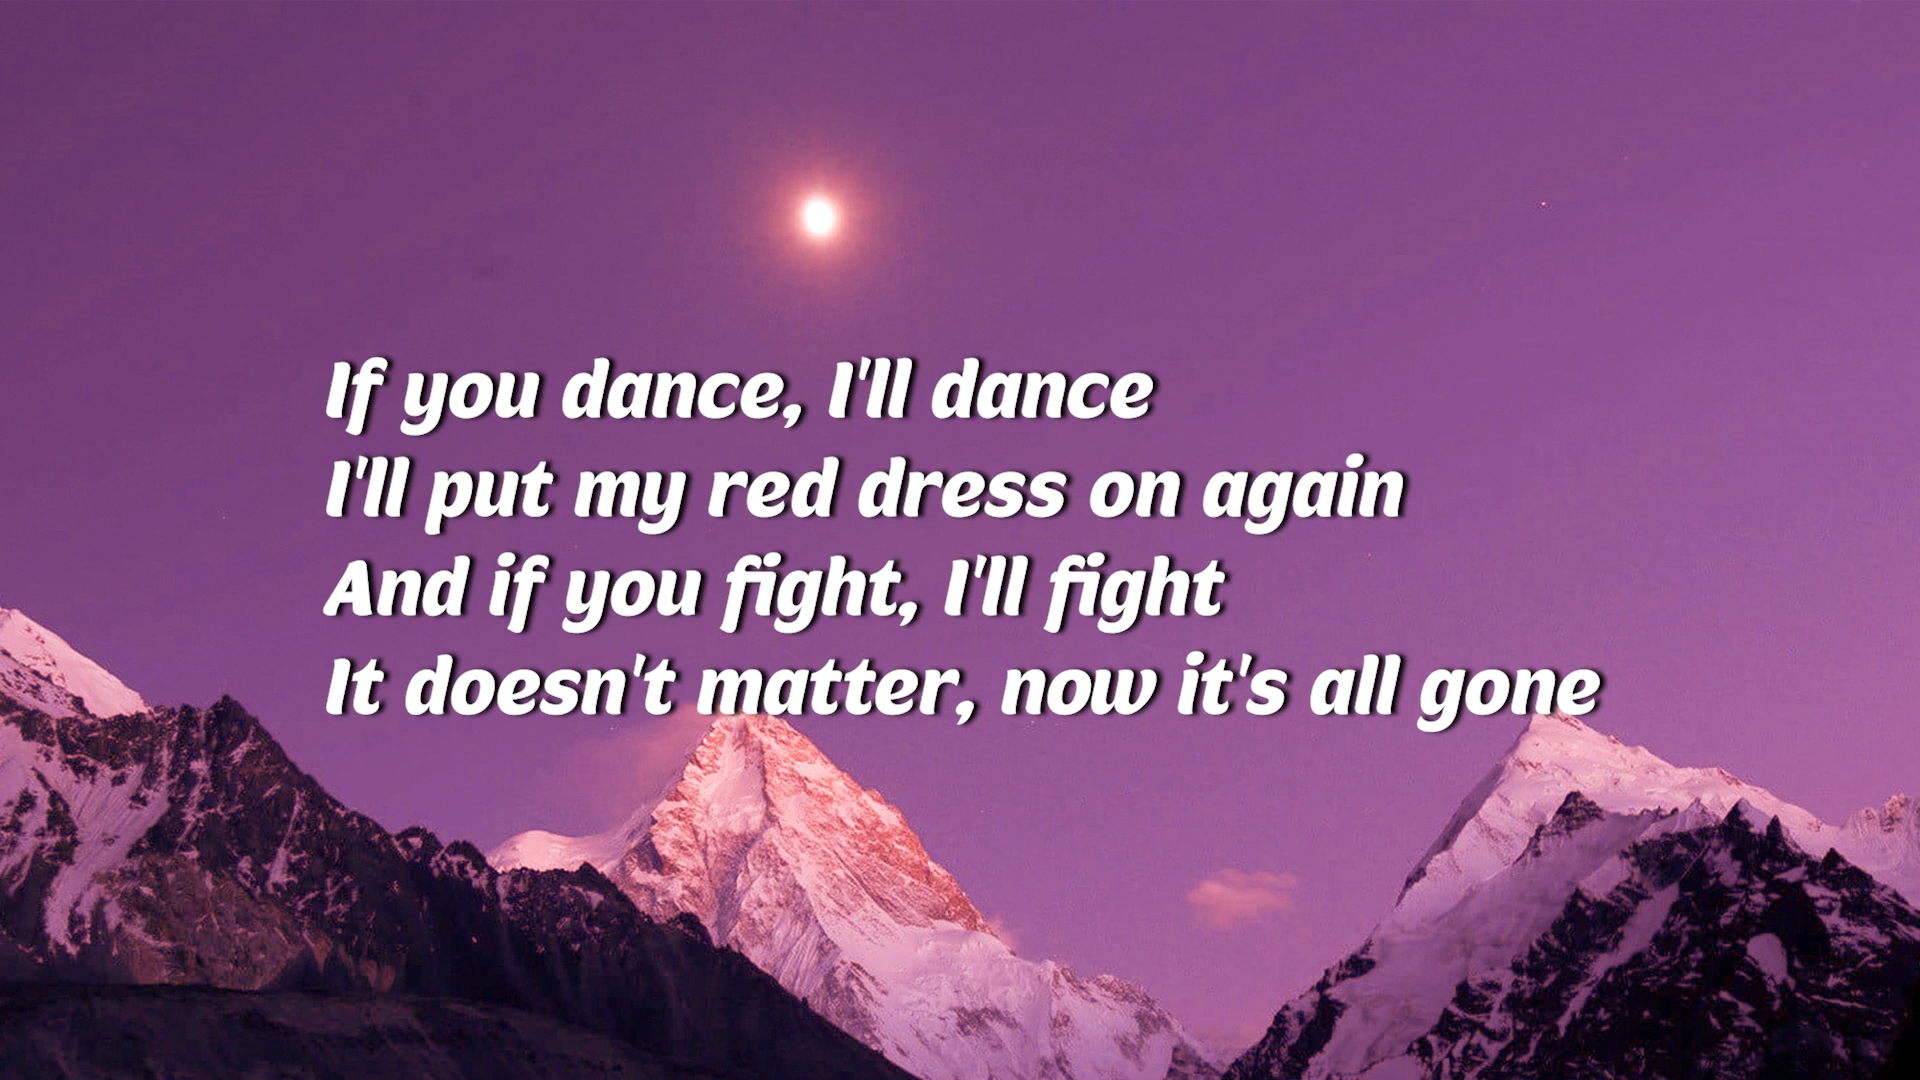 If you dance, I'll dance
I'll put my red dress on again
And if you fight, I'll fight
It doesn't matter, now it's all gone